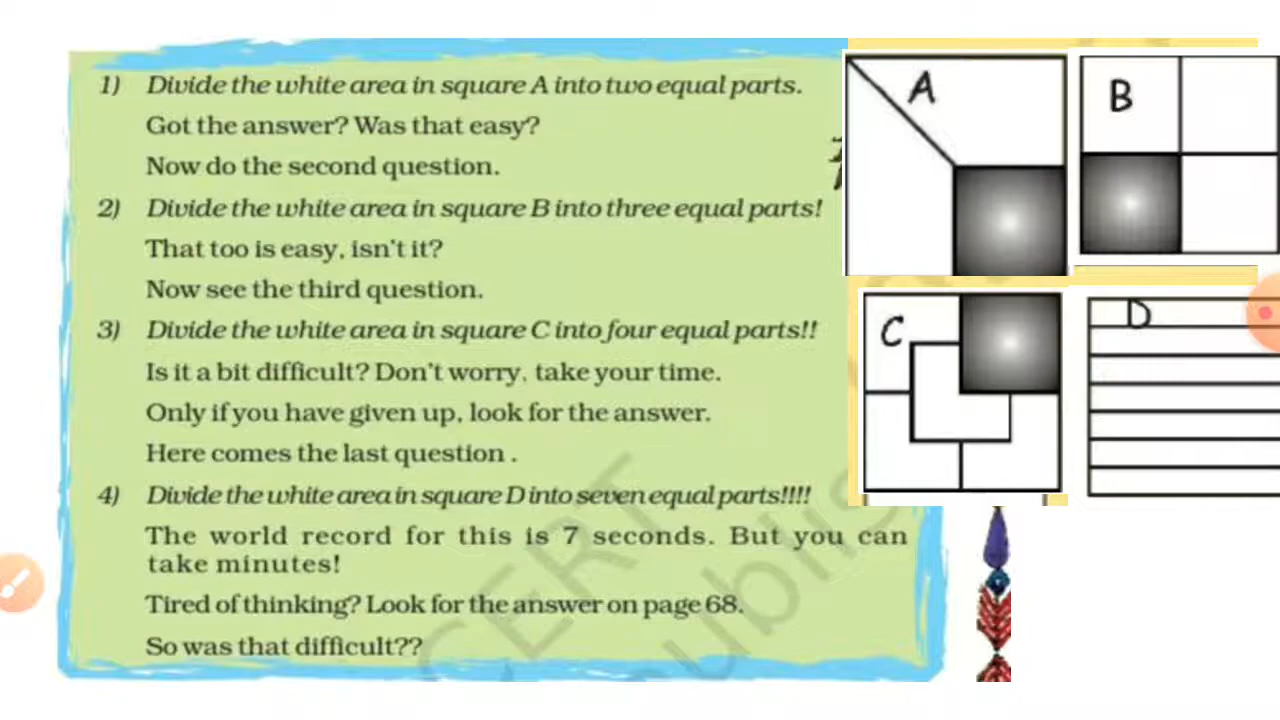 1) Divide the white area in square A into two equal parts.
Got the answer? Was that easy?
Now do the second question.
2) Divide the white area in square B into three equal parts!
That too is easy, isn't it?
Now see the third question.
3) Divide the white area in square C into four equal parts!!
Is it a bit difficult? Don't worry, take your time.
Only if you have given up, look for the answer.
Here comes the last question .
4) Divide the white area in square D into seven equal parts!!!!
The world record for this is 7 seconds. But you can
take minutes!
Tired of thinking? Look for the answer on page 68.
So was that difficult??
A
B
C
D